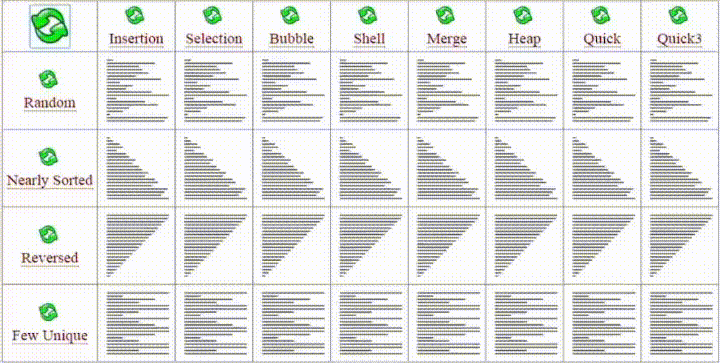 Insertion Selection Bubble Shell Merge Heap Quick Quick3
Random
Nearly Sorted
Reversed
Few Unique